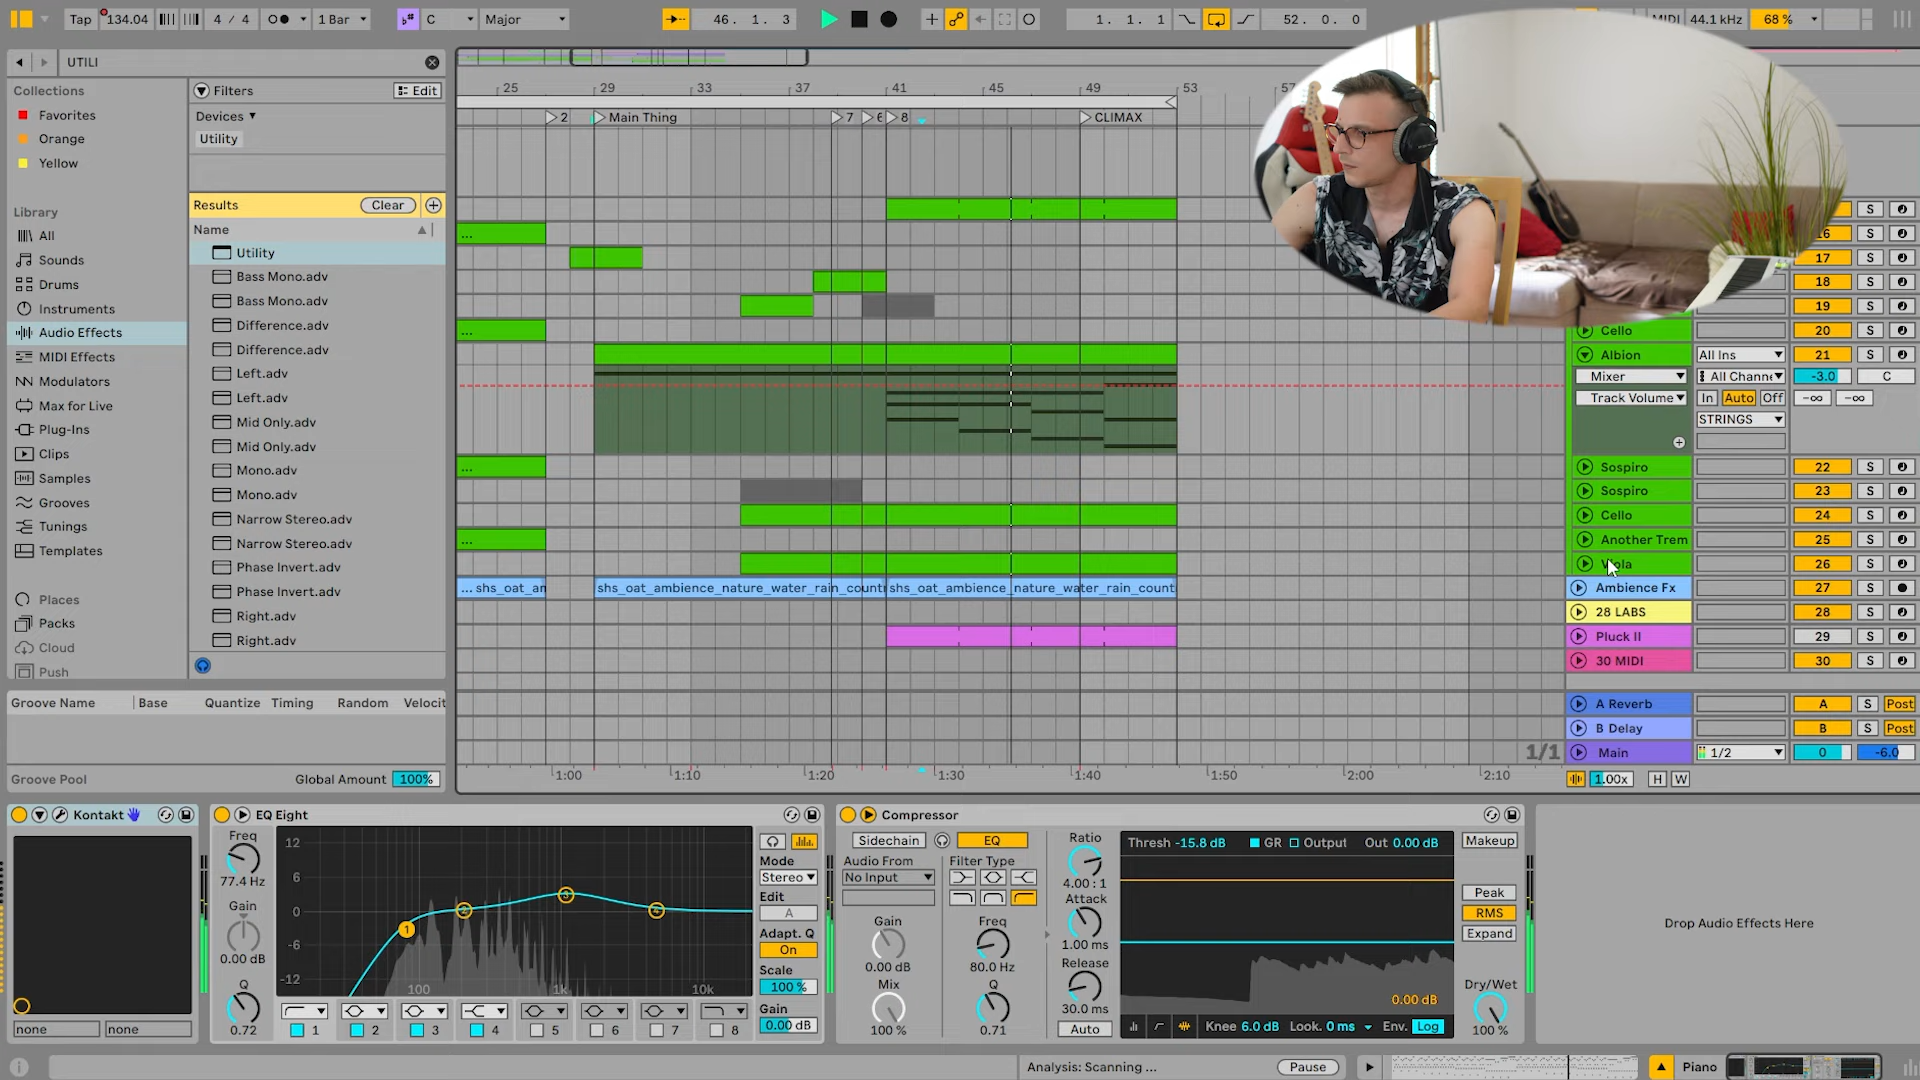 Tap 134.04 4 / 4 1 Bar C Major 46. 1. 3 1. 1. 1 52. 0. 0 MIDI 44.1 kHz 68 %
UTILI
Collections
Favorites
Orange
Yellow
Library
All
Sounds
Drums
Instruments
Audio Effects
MIDI Effects
Modulators
Max for Live
Plug-Ins
Clips
Samples
Grooves
Tunings
Templates
Places
Packs
Cloud
Push
Filters Edit
Devices
Utility
Results Clear
Name
Utility
Bass Mono.adv
Bass Mono.adv
Difference.adv
Difference.adv
Left.adv
Left.adv
Mid Only.adv
Mid Only.adv
Mono.adv
Mono.adv
Narrow Stereo.adv
Narrow Stereo.adv
Phase Invert.adv
Phase Invert.adv
Right.adv
Right.adv
Groove Name Base Quantize Timing Random Velocit
Groove Pool Global Amount 100%
25 29 33 37 41 45 49 53 57
2 Main Thing 7 6 8 CLIMAX
...
...
...
...
... shs_oat_an shs_oat_ambience_nature_water_rain_counti shs_oat_ambience_nature_water_rain_count
1/1
1:00 1:10 1:20 1:30 1:40 1:50 2:00 2:10
S
16 S
17 S
18 S
19 S
Cello 20 S
Albion All Ins 21 S
Mixer All Channe -3.0 C
Track Volume In Auto Off -∞ -∞
STRINGS
Sospiro 22 S
Sospiro 23 S
Cello 24 S
Another Trem 25 S
26 S
Ambience Fx 27 S
28 LABS 28 S
Pluck II 29 S
30 MIDI 30 S
A Reverb A S Post
B Delay B S Post
Main 1/2 0 -6.0
1.00x H W
Kontakt
none none
EQ Eight
Freq
77.4 Hz
Gain
0.00 dB
Q
0.72
12
6
0
-6
-12
100 1k 10k
1 2 3 4
1 2 3 4 5 6 7 8
Mode
Stereo
Edit
A
Adapt. Q
On
Scale
100 %
Gain
0.00 dB
Compressor
Sidechain EQ
Audio From Filter Type
No Input
Gain Freq
0.00 dB 80.0 Hz
Mix Q
100 % 0.71
Ratio
4.00 : 1
Attack
1.00 ms
Release
30.0 ms
Auto
Thresh -15.8 dB GR Output Out 0.00 dB
0.00 dB
Knee 6.0 dB Look. 0 ms Env. Log
Makeup
Peak
RMS
Expand
Dry/Wet
100 %
Drop Audio Effects Here
Analysis: Scanning ... Pause Piano